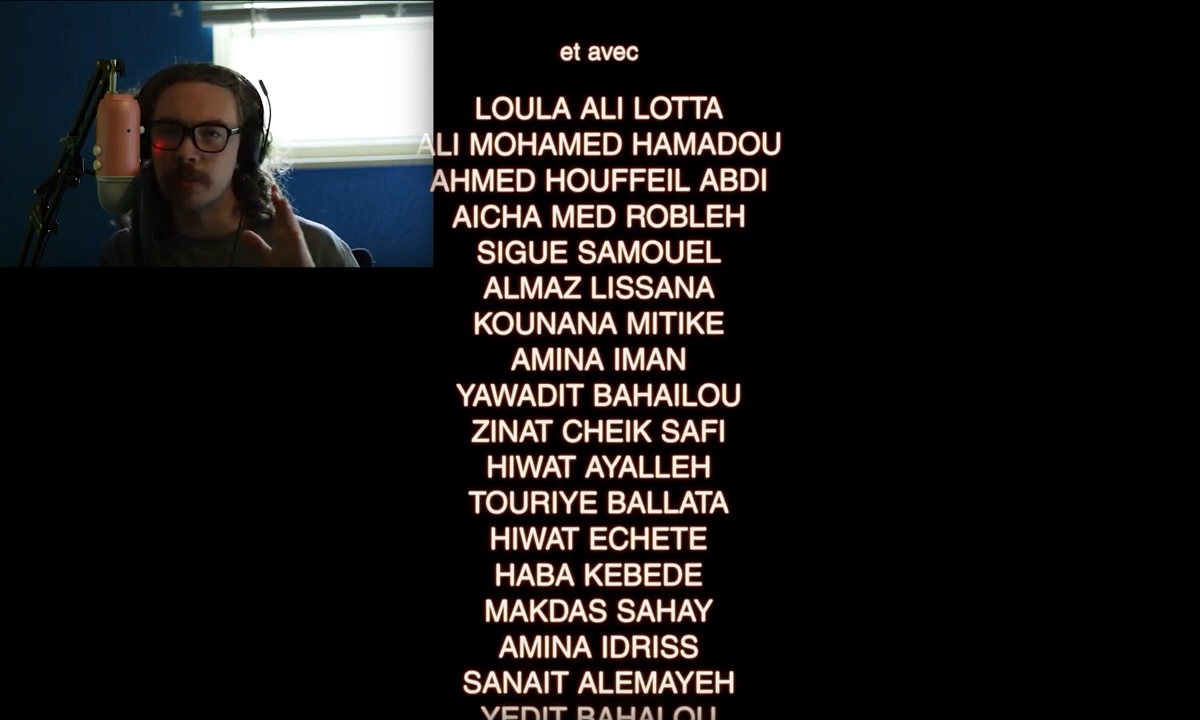 et avec
LOULA ALI LOTTA
ALI MOHAMED HAMADOU
AHMED HOUFFEIL ABDI
AICHA MED ROBLEH
SIGUE SAMOUEL
ALMAZ LISSANA
KOUNANA MITIKE
AMINA IMAN
YAWADIT BAHAILOU
ZINAT CHEIK SAFI
HIWAT AYALLEH
TOURIYE BALLATA
HIWAT ECHETE
HABA KEBEDE
MAKDAS SAHAY
AMINA IDRISS
SANAIT ALEMAYEH
YEDIT BAHALOU